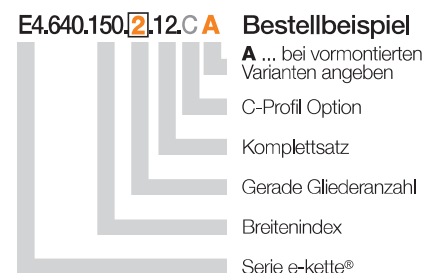 E4.640.150.2.12.C A Bestellbeispiel
A ... bei vormontierten
Varianten angeben
C-Profil Option
Komplettsatz
Gerade Gliederanzahl
Breitenindex
Serie e-kette®